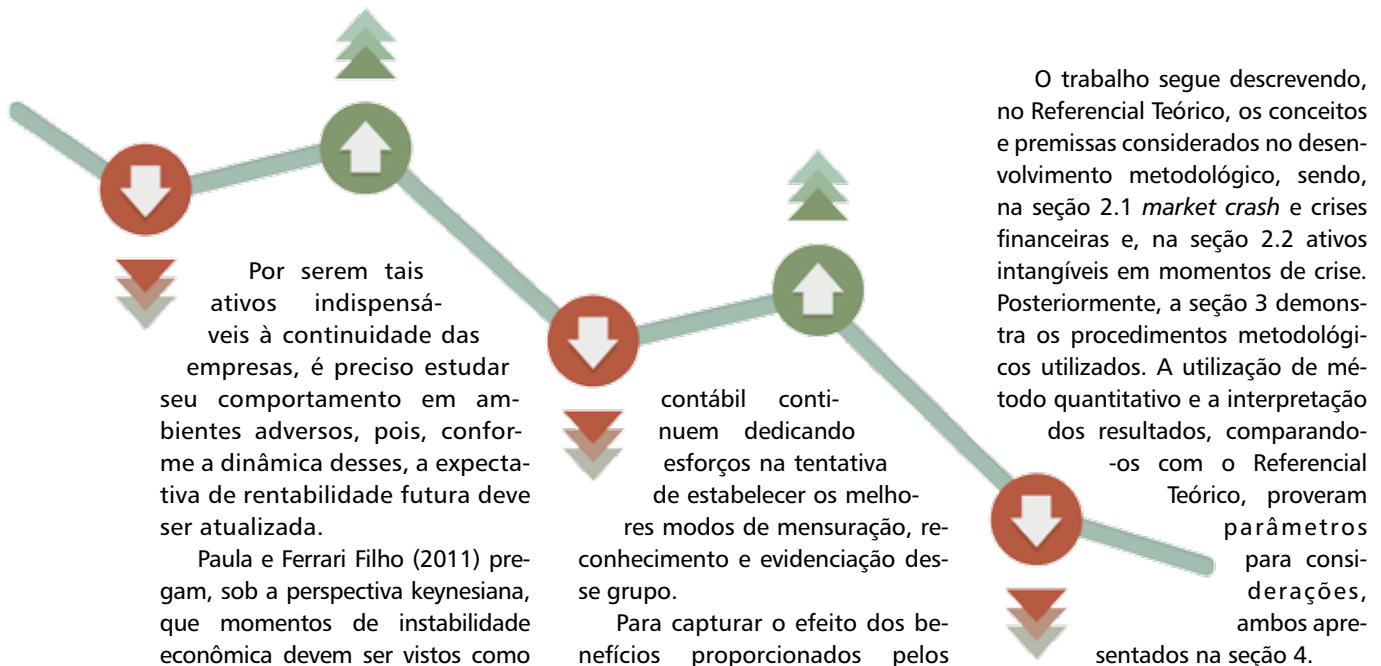 Por serem tais
ativos indispensá-
veis à continuidade das
empresas, é preciso estudar
seu comportamento em am-
bientes adversos, pois, confor-
me a dinâmica desses, a expecta-
tiva de rentabilidade futura deve
ser atualizada.
Paula e Ferrari Filho (2011) pre-
gam, sob a perspectiva keynesiana,
que momentos de instabilidade
econômica devem ser vistos como
contábil conti-
nuem dedicando
esforços na tentativa
de estabelecer os melho-
res modos de mensuração, re-
conhecimento e evidenciação des-
se grupo.
Para capturar o efeito dos be-
nefícios proporcionados pelos
O trabalho segue descrevendo,
no Referencial Teórico, os conceitos
e premissas considerados no desen-
volvimento metodológico, sendo,
na seção 2.1 market crash e crises
financeiras e, na seção 2.2 ativos
intangíveis em momentos de crise.
Posteriormente, a seção 3 demons-
tra os procedimentos metodológi-
cos utilizados. A utilização de mé-
todo quantitativo e a interpretação
dos resultados, comparando-
-os com o Referencial
Teórico, proveram
parâmetros
para consi-
derações,
ambos apre-
sentados na seção 4.